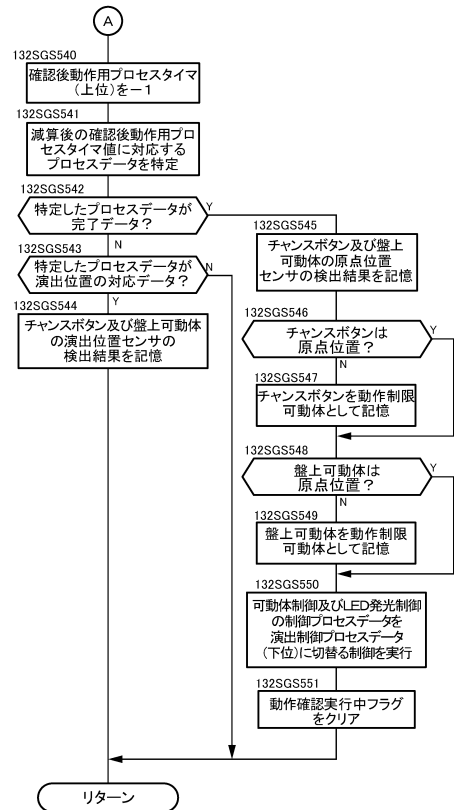 A
132SGS540
確認後動作用プロセスタイマ
(上位)を－1
132SGS541
減算後の確認後動作用プロ
セスタイマ値に対応する
プロセスデータを特定
132SGS542
特定したプロセスデータが
完了データ？
Y
N
132SGS543
特定したプロセスデータが
演出位置の対応データ？
N
Y
132SGS544
チャンスボタン及び盤上可動体
の演出位置センサの
検出結果を記憶
132SGS545
チャンスボタン及び盤上
可動体の原点位置
センサの検出結果を記憶
132SGS546
チャンスボタンは
原点位置？
Y
N
132SGS547
チャンスボタンを動作制限
可動体として記憶
132SGS548
盤上可動体は
原点位置？
Y
N
132SGS549
盤上可動体を動作制限
可動体として記憶
132SGS550
可動体制御及びLED発光制御
の制御プロセスデータを
演出制御プロセスデータ
(下位)に切替る制御を実行
132SGS551
動作確認実行中フラグ
をクリア
リターン